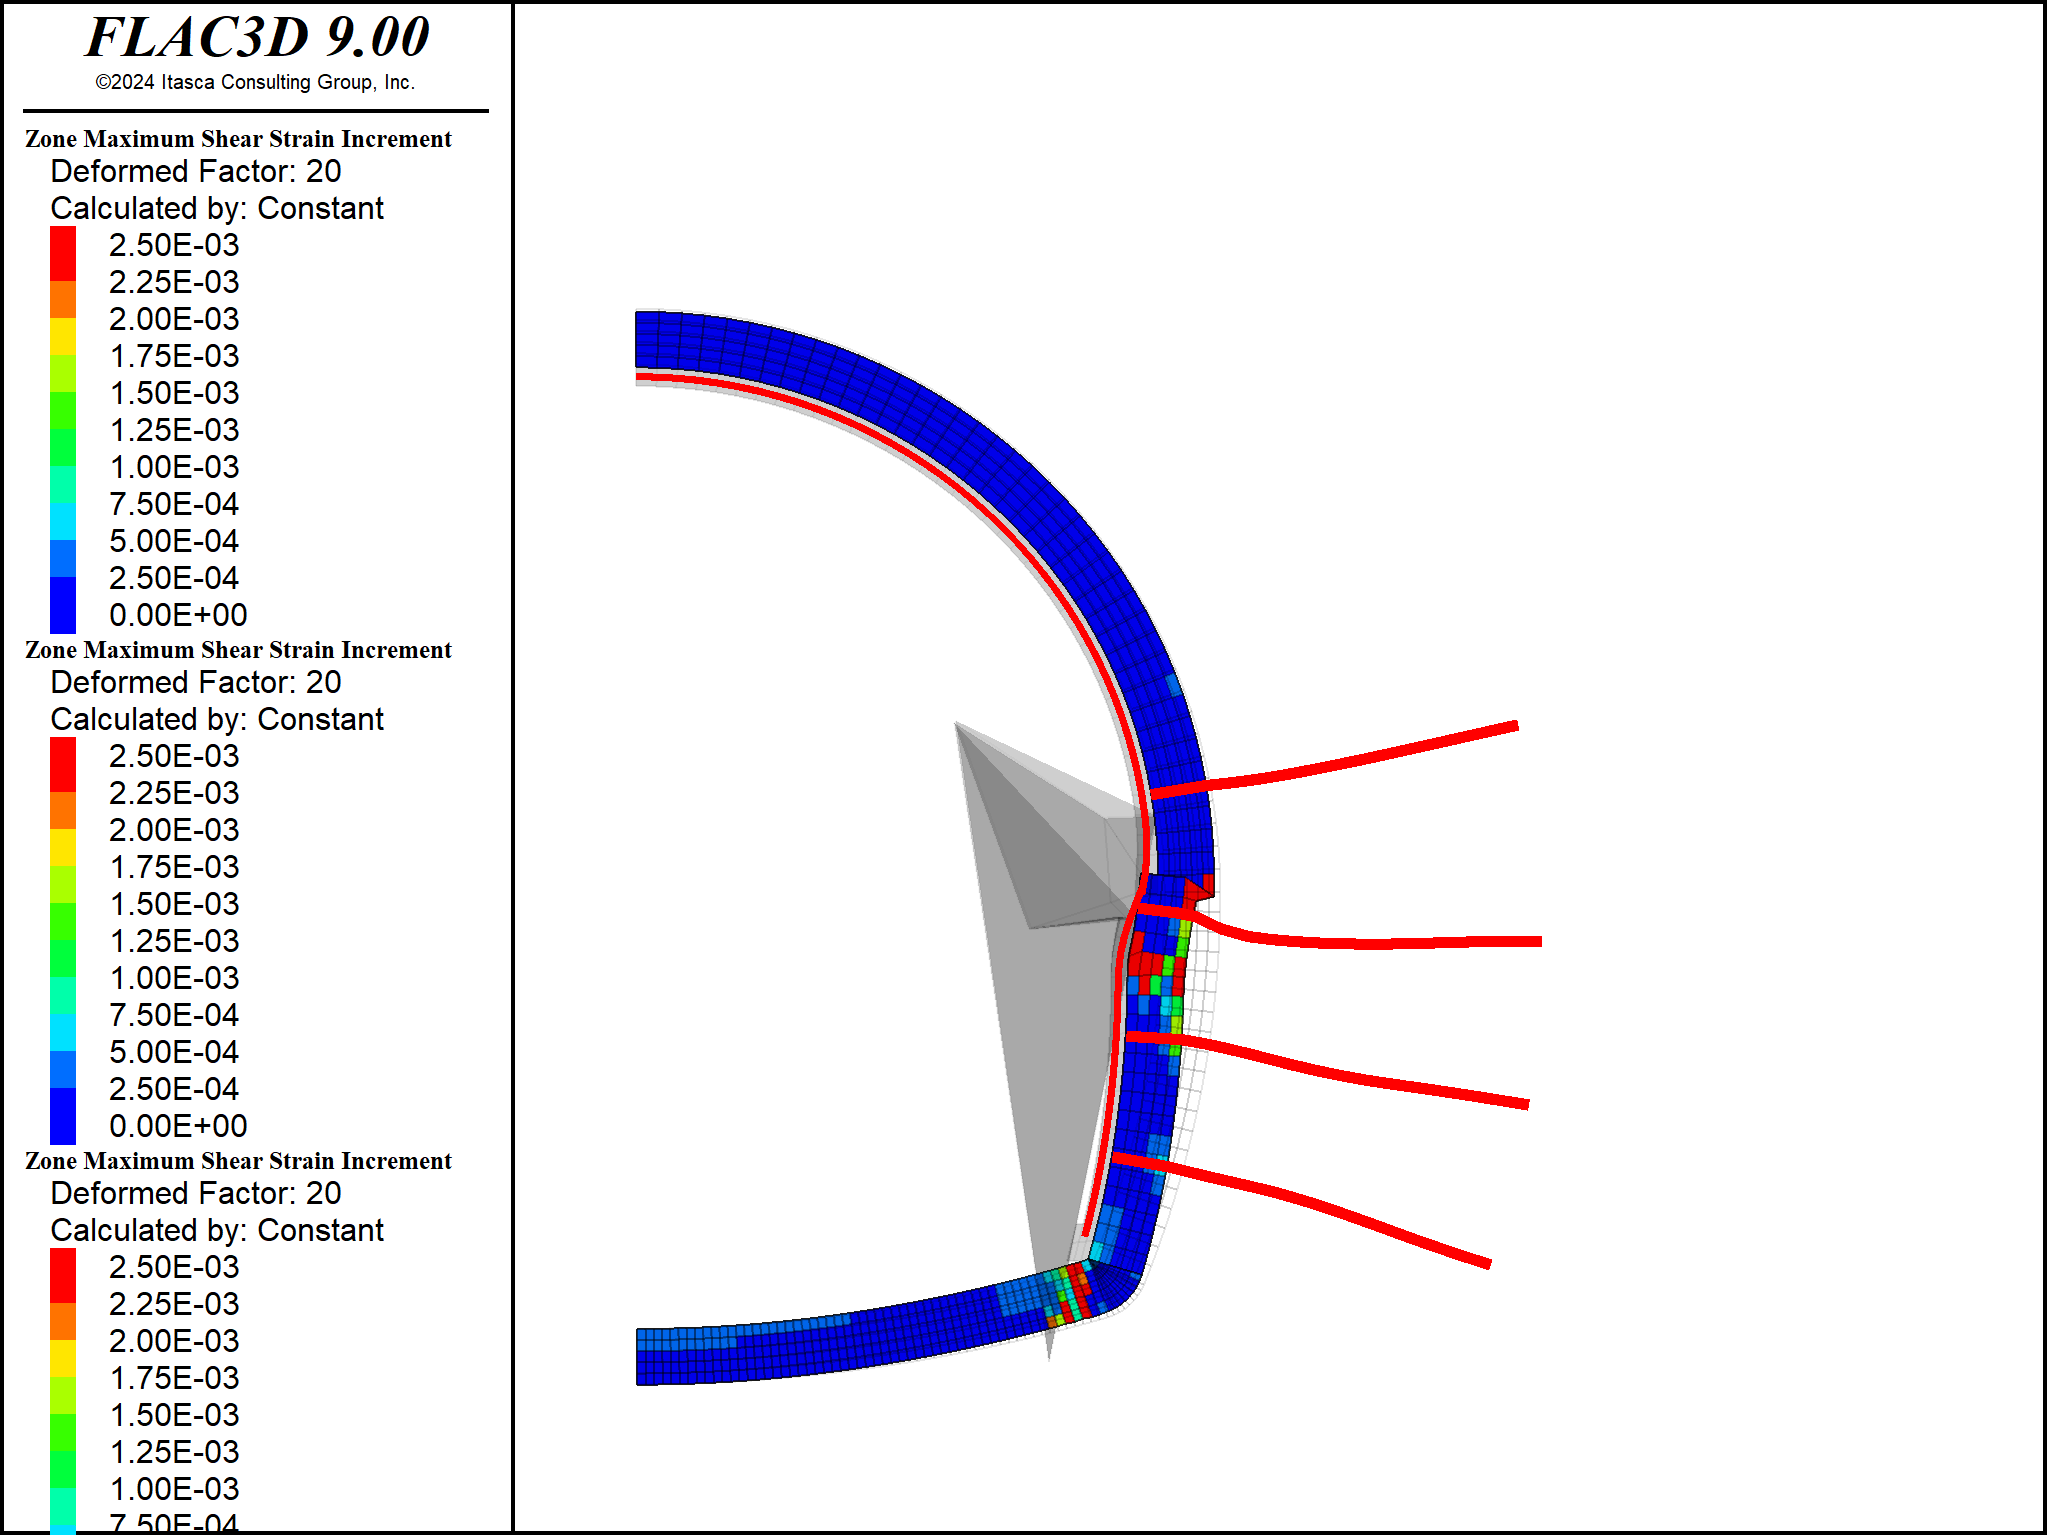 FLAC3D 9.00
©2024 Itasca Consulting Group, Inc.
Zone Maximum Shear Strain Increment
Deformed Factor: 20
Calculated by: Constant
2.50E-03
2.25E-03
2.00E-03
1.75E-03
1.50E-03
1.25E-03
1.00E-03
7.50E-04
5.00E-04
2.50E-04
0.00E+00
Zone Maximum Shear Strain Increment
Deformed Factor: 20
Calculated by: Constant
2.50E-03
2.25E-03
2.00E-03
1.75E-03
1.50E-03
1.25E-03
1.00E-03
7.50E-04
5.00E-04
2.50E-04
0.00E+00
Zone Maximum Shear Strain Increment
Deformed Factor: 20
Calculated by: Constant
2.50E-03
2.25E-03
2.00E-03
1.75E-03
1.50E-03
1.25E-03
1.00E-03
7.50E-04